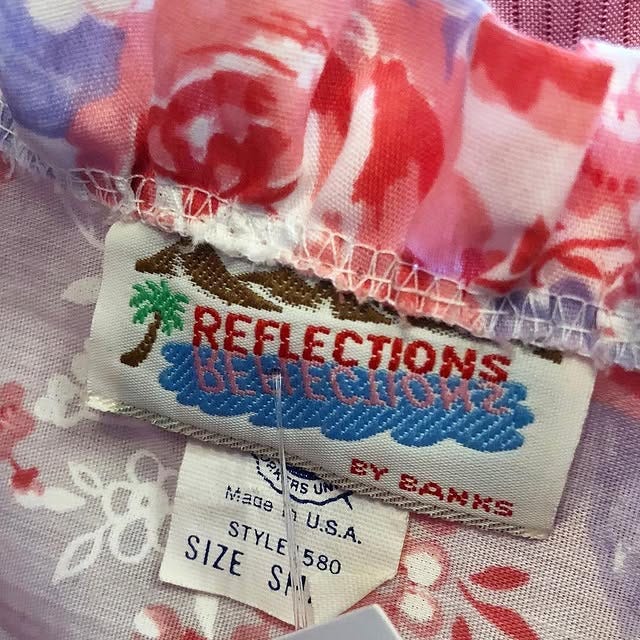 REFLECTIONS
REFLECTIONS
BY BANKS
Made in U.S.A.
STYLE 580
SIZE